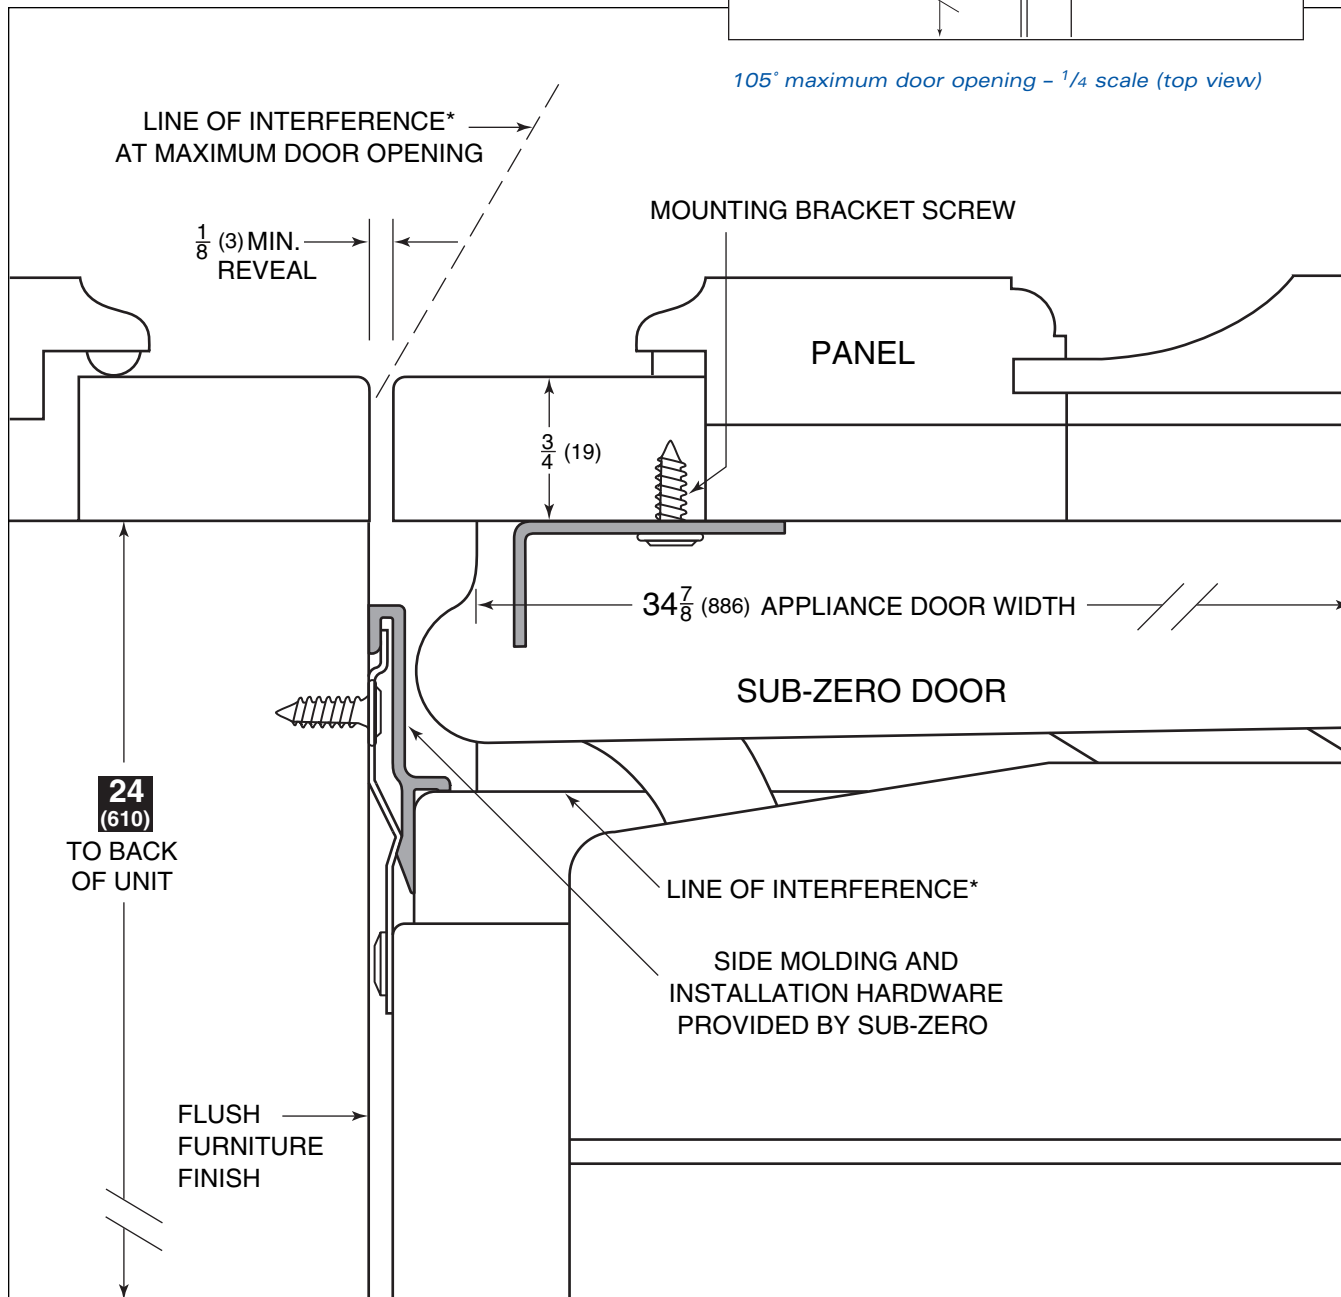 105° maximum door opening – 1/4 scale (top view)
LINE OF INTERFERENCE*
AT MAXIMUM DOOR OPENING
MOUNTING BRACKET SCREW
1/8 (3) MIN.
REVEAL
PANEL
3/4 (19)
34 7/8 (886) APPLIANCE DOOR WIDTH
SUB-ZERO DOOR
24
(610)
TO BACK
OF UNIT
LINE OF INTERFERENCE*
SIDE MOLDING AND
INSTALLATION HARDWARE
PROVIDED BY SUB-ZERO
FLUSH
FURNITURE
FINISH